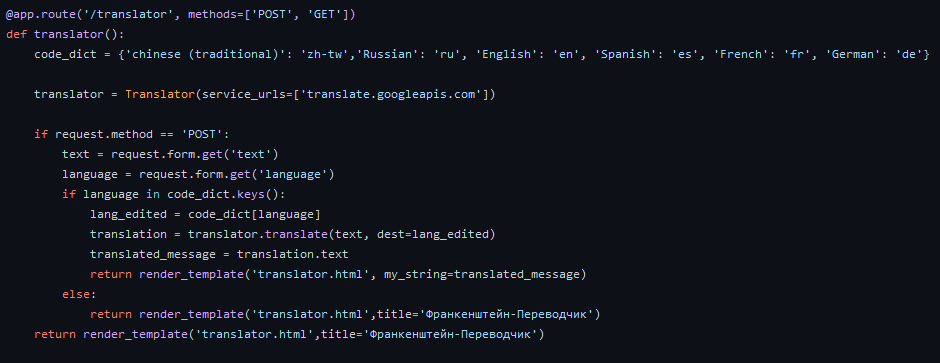 @app.route('/translator', methods=['POST', 'GET'])
def translator():
    code_dict = {'chinese (traditional)': 'zh-tw','Russian': 'ru', 'English': 'en', 'Spanish': 'es', 'French': 'fr', 'German': 'de'}

    translator = Translator(service_urls=['translate.googleapis.com'])

    if request.method == 'POST':
        text = request.form.get('text')
        language = request.form.get('language')
        if language in code_dict.keys():
            lang_edited = code_dict[language]
            translation = translator.translate(text, dest=lang_edited)
            translated_message = translation.text
            return render_template('translator.html', my_string=translated_message)
        else:
            return render_template('translator.html',title='Франкенштейн-Переводчик')
    return render_template('translator.html',title='Франкенштейн-Переводчик')